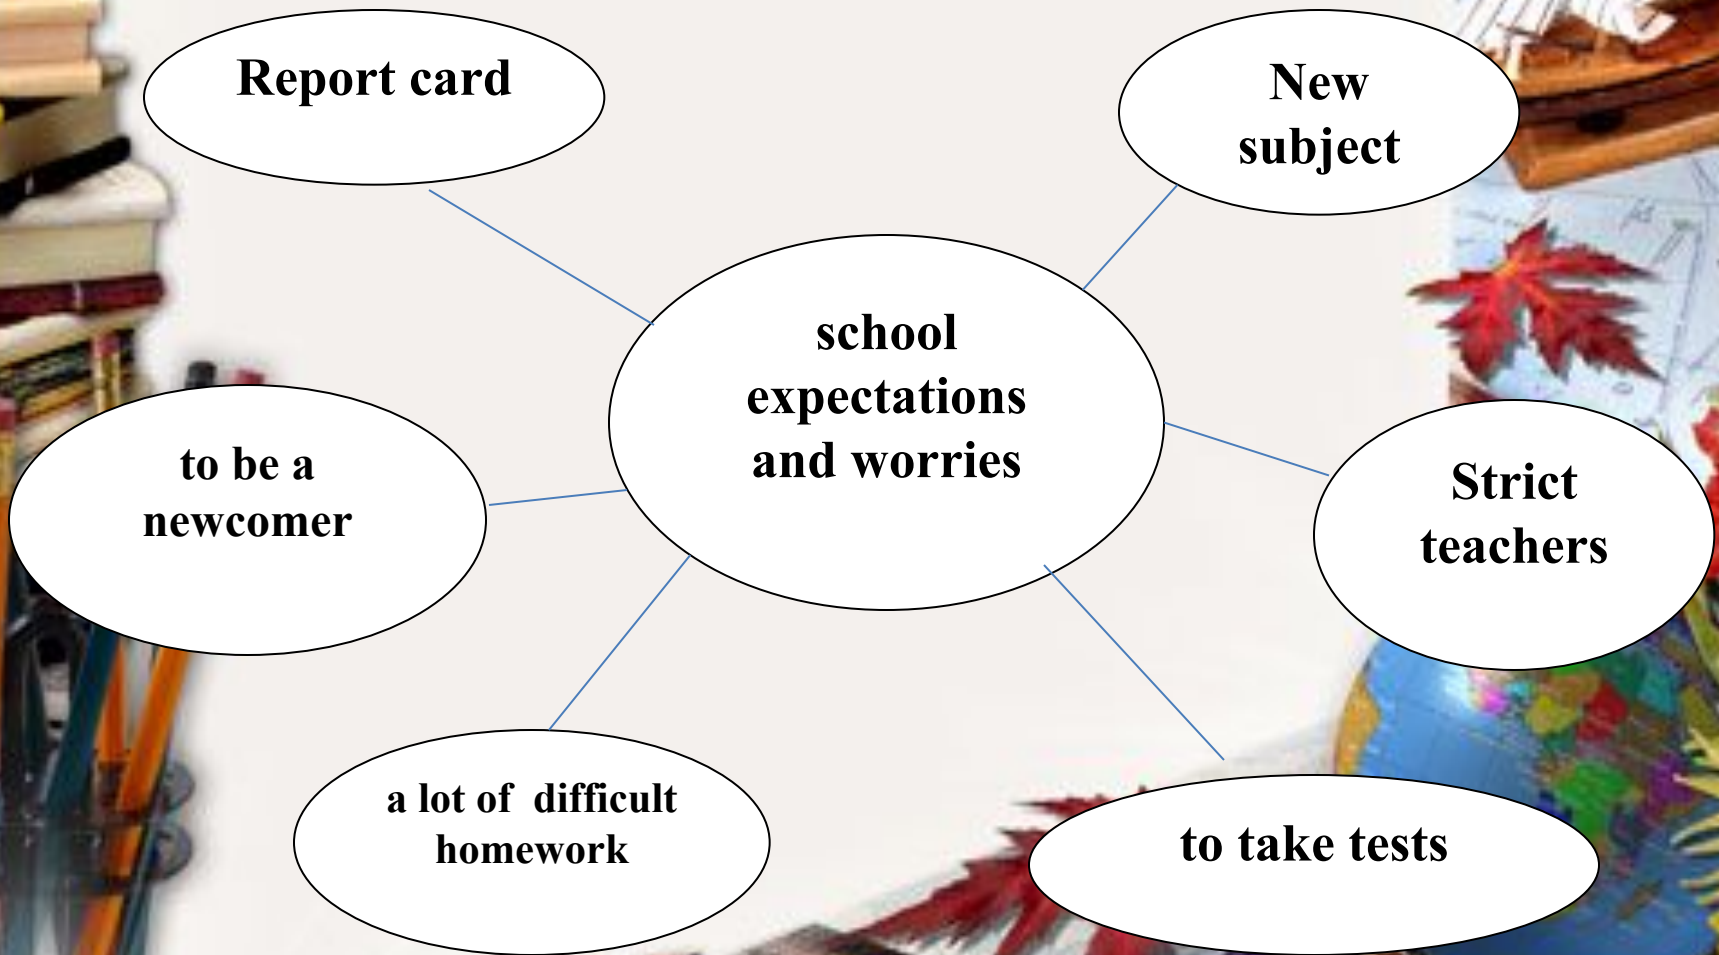 Report card
New
subject
school
expectations
and worries
to be a
newcomer
Strict
teachers
a lot of  difficult
homework
to take tests